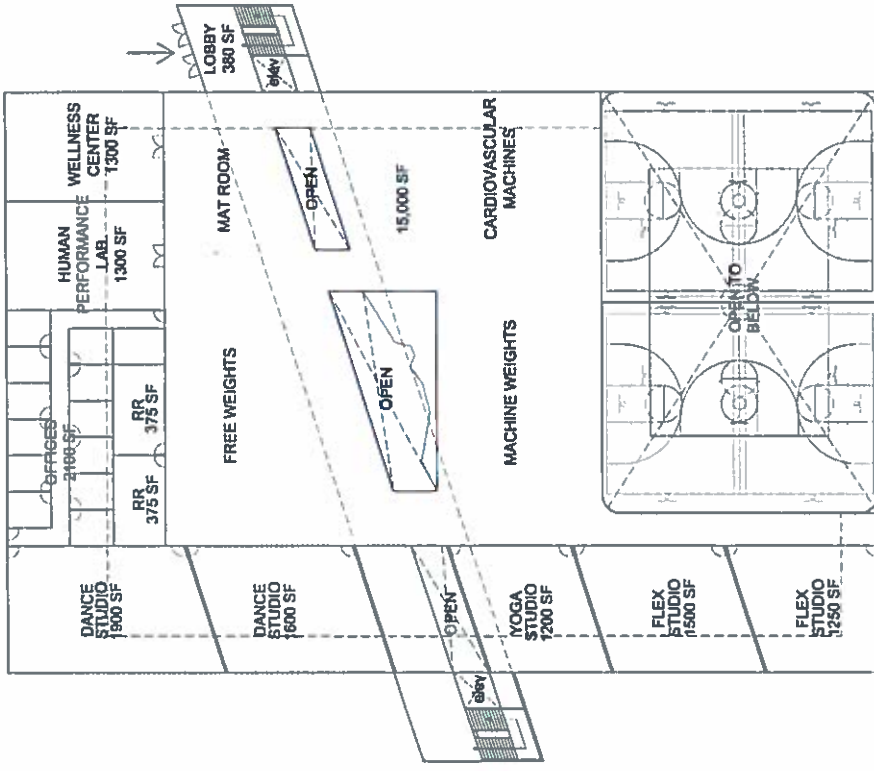 LOBBY
380 SF
elev
WELLNESS
CENTER
1300 SF
HUMAN
PERFORMANCE
LAB
1300 SF
OFFICES
2100 SF
RR
375 SF
RR
375 SF
MAT ROOM
OPEN
15,000 SF
CARDIOVASCULAR
MACHINES
FREE WEIGHTS
OPEN
MACHINE WEIGHTS
OPEN TO
BELOW
DANCE
STUDIO
1900 SF
DANCE
STUDIO
1600 SF
OPEN
elev
YOGA
STUDIO
1200 SF
FLEX
STUDIO
1500 SF
FLEX
STUDIO
1250 SF